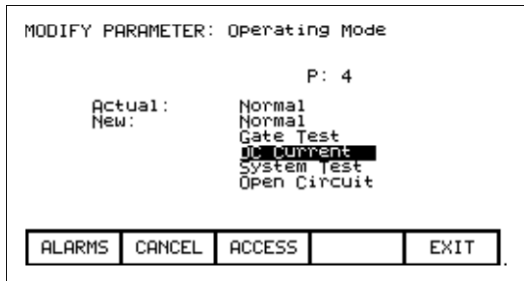 MODIFY PARAMETER: Operating Mode
P: 4
Actual: Normal
New: Normal
Gate Test
DC Current
System Test
Open Circuit
ALARMS CANCEL ACCESS EXIT
.